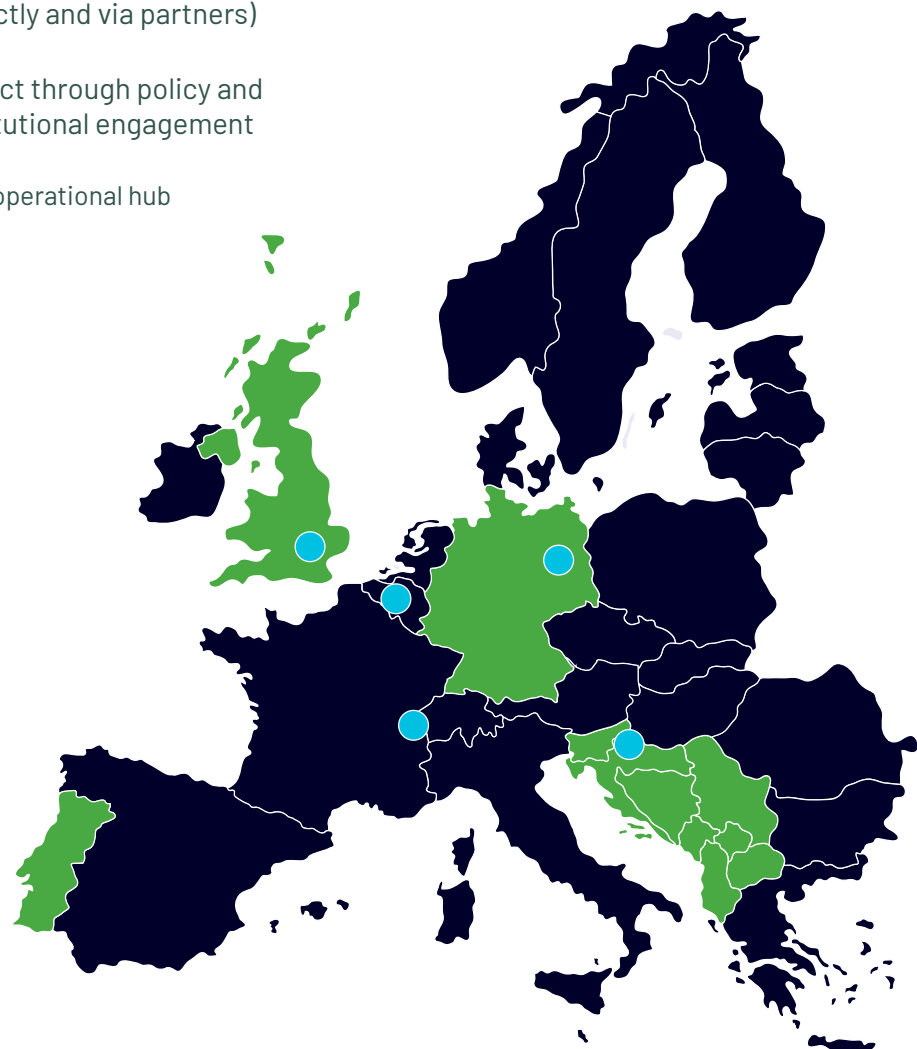 ctly and via partners)
ct through policy and
tutional engagement
operational hub